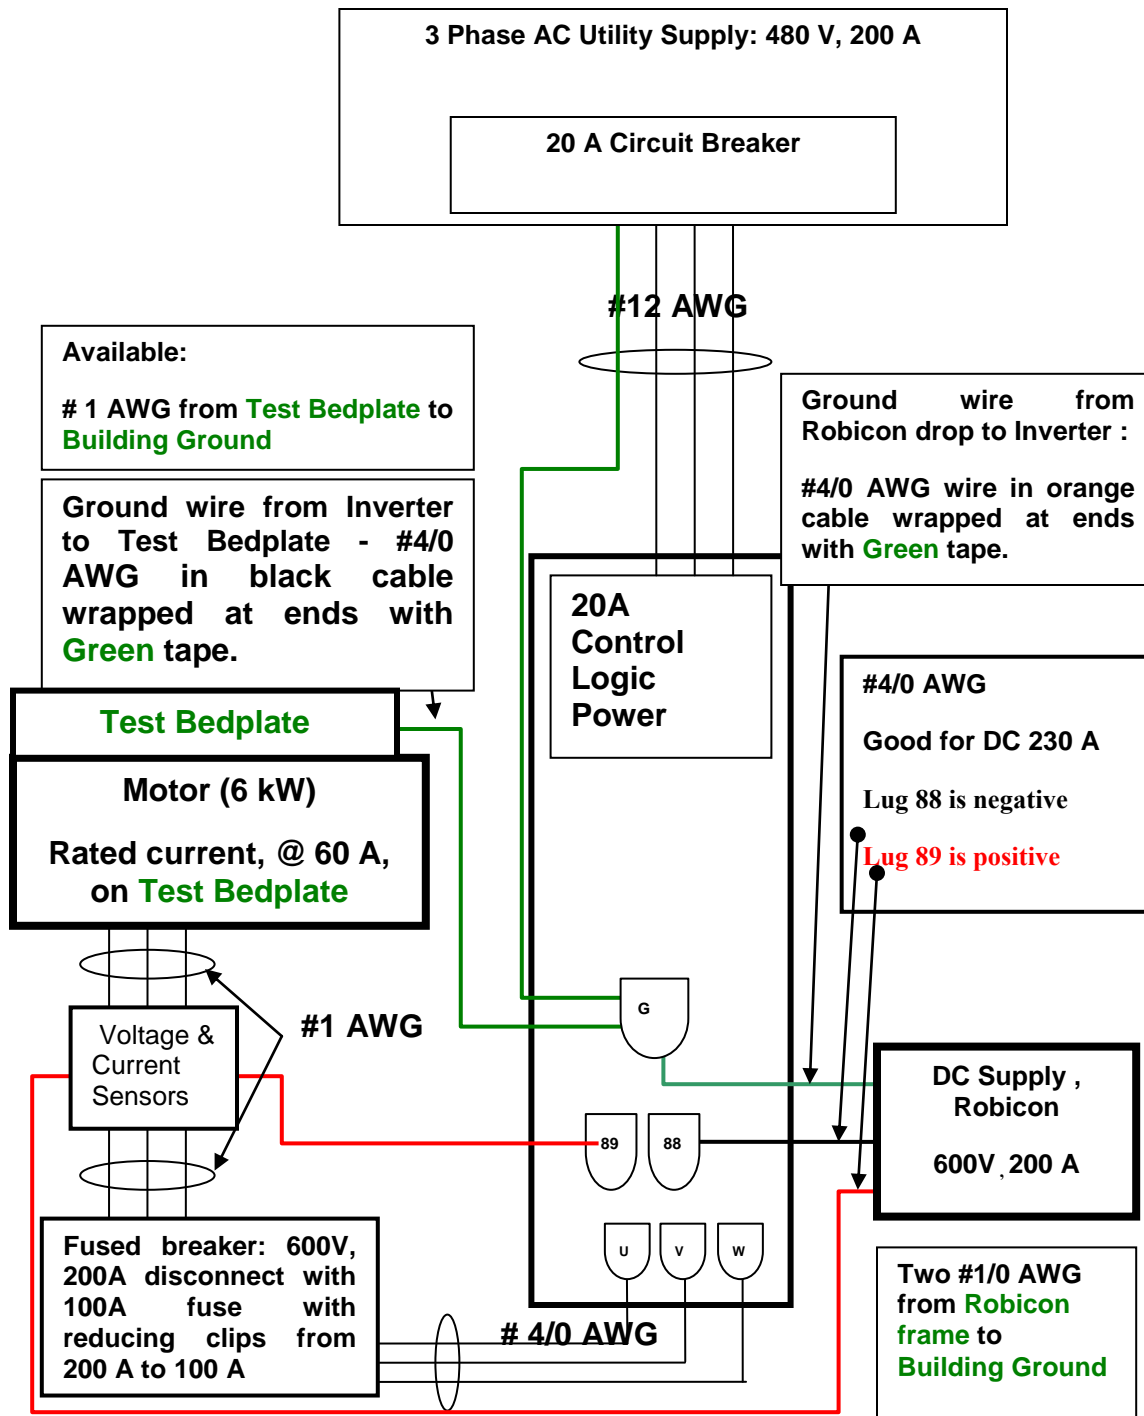 3 Phase AC Utility Supply: 480 V, 200 A
20 A Circuit Breaker
#12 AWG
Available:
# 1 AWG from Test Bedplate to
Building Ground
Ground wire from
Robicon drop to Inverter :
#4/0 AWG wire in orange
cable wrapped at ends
with Green tape.
Ground wire from Inverter
to Test Bedplate - #4/0
AWG in black cable
wrapped at ends with
Green tape.
20A
Control
Logic
Power
#4/0 AWG
Good for DC 230 A
Lug 88 is negative
Lug 89 is positive
Test Bedplate
Motor (6 kW)
Rated current, @ 60 A,
on Test Bedplate
G
#1 AWG
Voltage &
Current
Sensors
DC Supply ,
Robicon
600V, 200 A
89
88
U
V
W
Fused breaker: 600V,
200A disconnect with
100A fuse with
reducing clips from
200 A to 100 A
# 4/0 AWG
Two #1/0 AWG
from Robicon
frame to
Building Ground